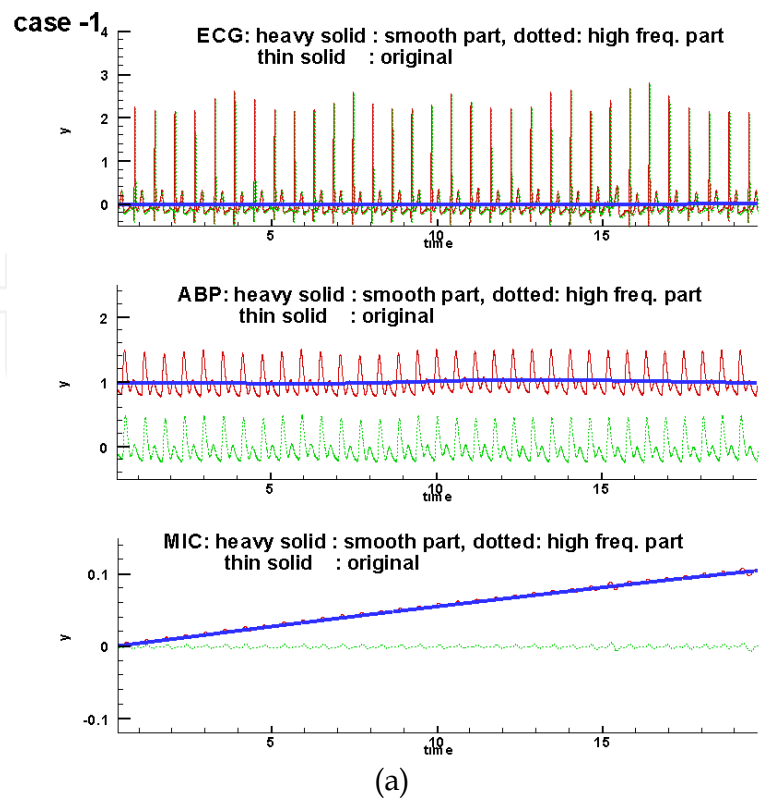 case -1
ECG: heavy solid : smooth part, dotted: high freq. part
thin solid : original
4
3
2
1
0
y
5
10
15
time
ABP: heavy solid : smooth part, dotted: high freq. part
thin solid : original
2
1
0
y
5
10
15
time
MIC: heavy solid : smooth part, dotted: high freq. part
thin solid : original
0.1
0
-0.1
y
5
10
15
time
(a)